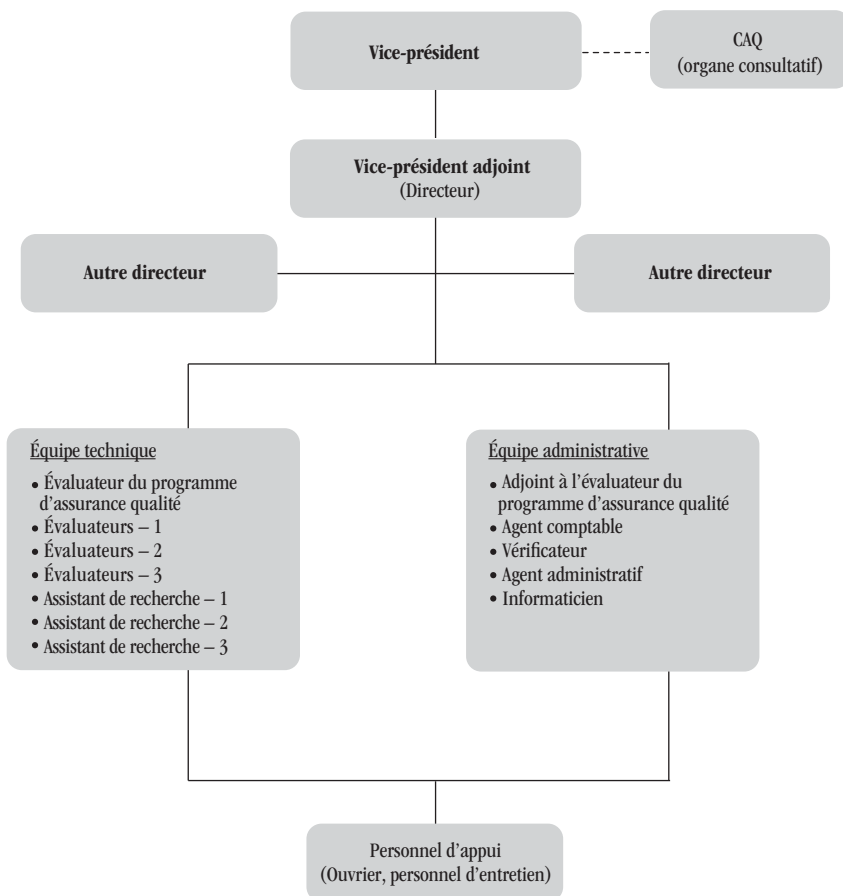 Vice-président
CAQ
(organe consultatif)
Vice-président adjoint
(Directeur)
Autre directeur
Autre directeur
Équipe technique
• Évaluateur du programme
d’assurance qualité
• Évaluateurs – 1
• Évaluateurs – 2
• Évaluateurs – 3
• Assistant de recherche – 1
• Assistant de recherche – 2
• Assistant de recherche – 3
Équipe administrative
• Adjoint à l’évaluateur du
programme d’assurance qualité
• Agent comptable
• Vérificateur
• Agent administratif
• Informaticien
Personnel d’appui
(Ouvrier, personnel d’entretien)